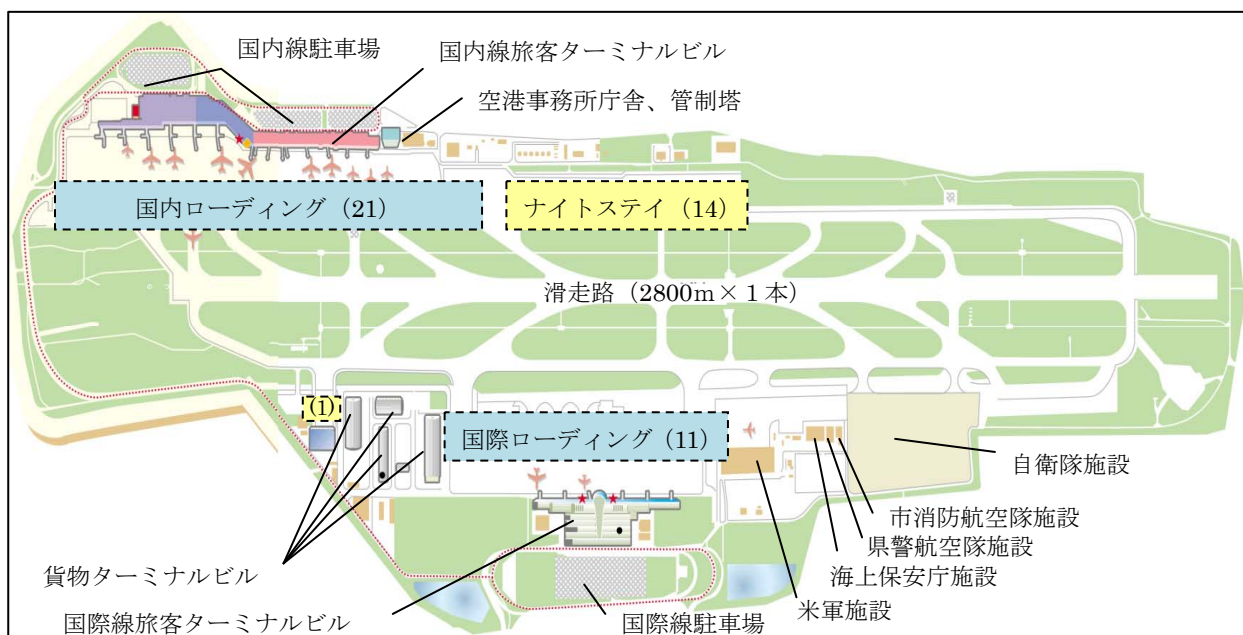 国内線駐車場
国内線旅客ターミナルビル
空港事務所庁舎、管制塔
国内ローディング（21）
ナイトステイ（14）
滑走路（2800m×１本）
(1)
国際ローディング（11）
自衛隊施設
市消防航空隊施設
県警航空隊施設
海上保安庁施設
米軍施設
貨物ターミナルビル
国際線旅客ターミナルビル
国際線駐車場